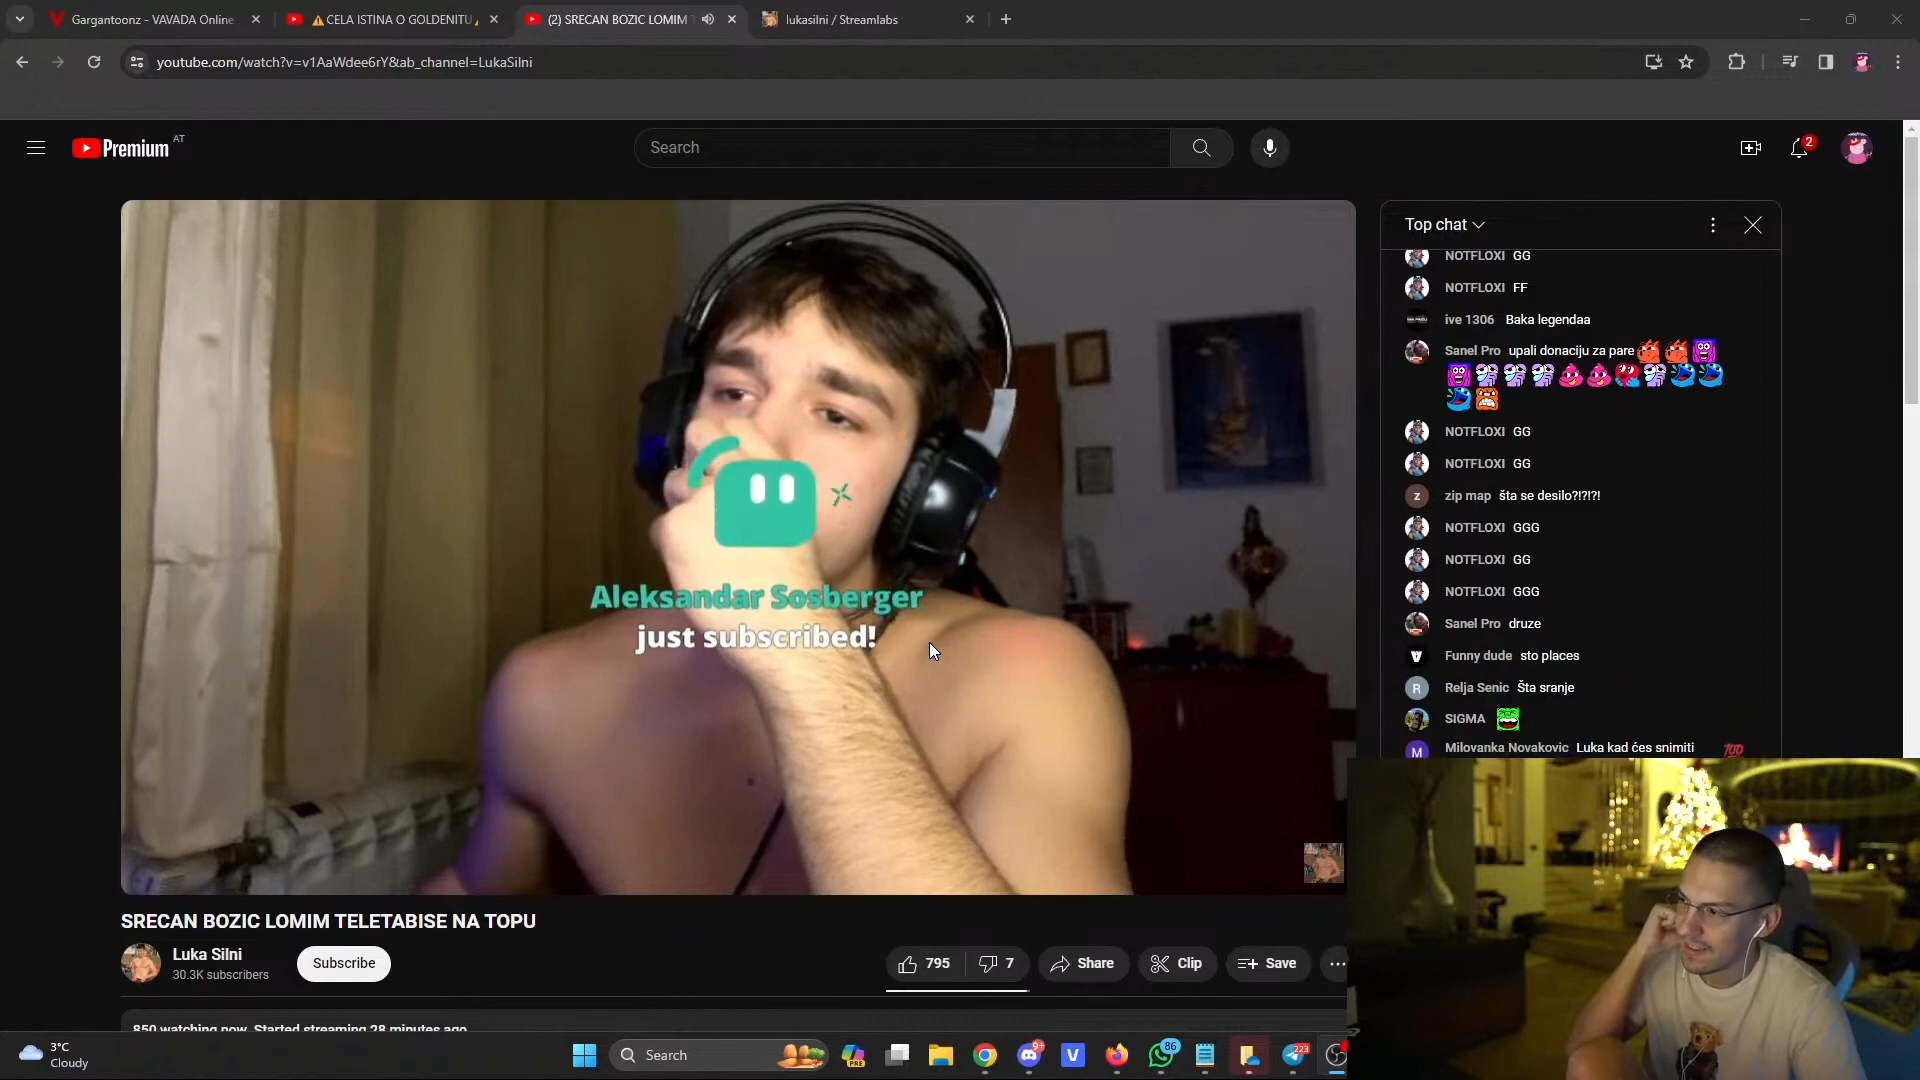 Gargantoonz - VAVADA Online
⚠CELA ISTINA O GOLDENITU
(2) SRECAN BOZIC LOMIM
lukasilni / Streamlabs
youtube.com/watch?v=v1AaWdee6rY&ab_channel=LukaSilni
Premium AT
Search
2
Top chat
NOTFLOXI GG
NOTFLOXI FF
ive 1306 Baka legendaa
Sanel Pro upali donaciju za pare
NOTFLOXI GG
NOTFLOXI GG
zip map šta se desilo?!?!?!
NOTFLOXI GGG
NOTFLOXI GG
NOTFLOXI GGG
Sanel Pro druze
Funny dude sto places
Relja Senic Šta sranje
SIGMA
Milovanka Novakovic Luka kad ćes snimiti
Aleksandar Sosberger
just subscribed!
SRECAN BOZIC LOMIM TELETABISE NA TOPU
Luka Silni
30.3K subscribers
Subscribe
795
7
Share
Clip
Save
850 watching now Started streaming 28 minutes ago
3°C
Cloudy
Search
PRE
9+
V
86
223